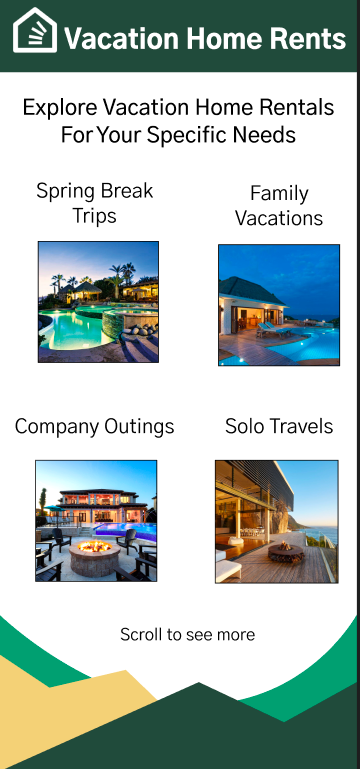 Vacation Home Rents
Explore Vacation Home Rentals
For Your Specific Needs
Spring Break
Trips
Family
Vacations
Company Outings
Solo Travels
Scroll to see more